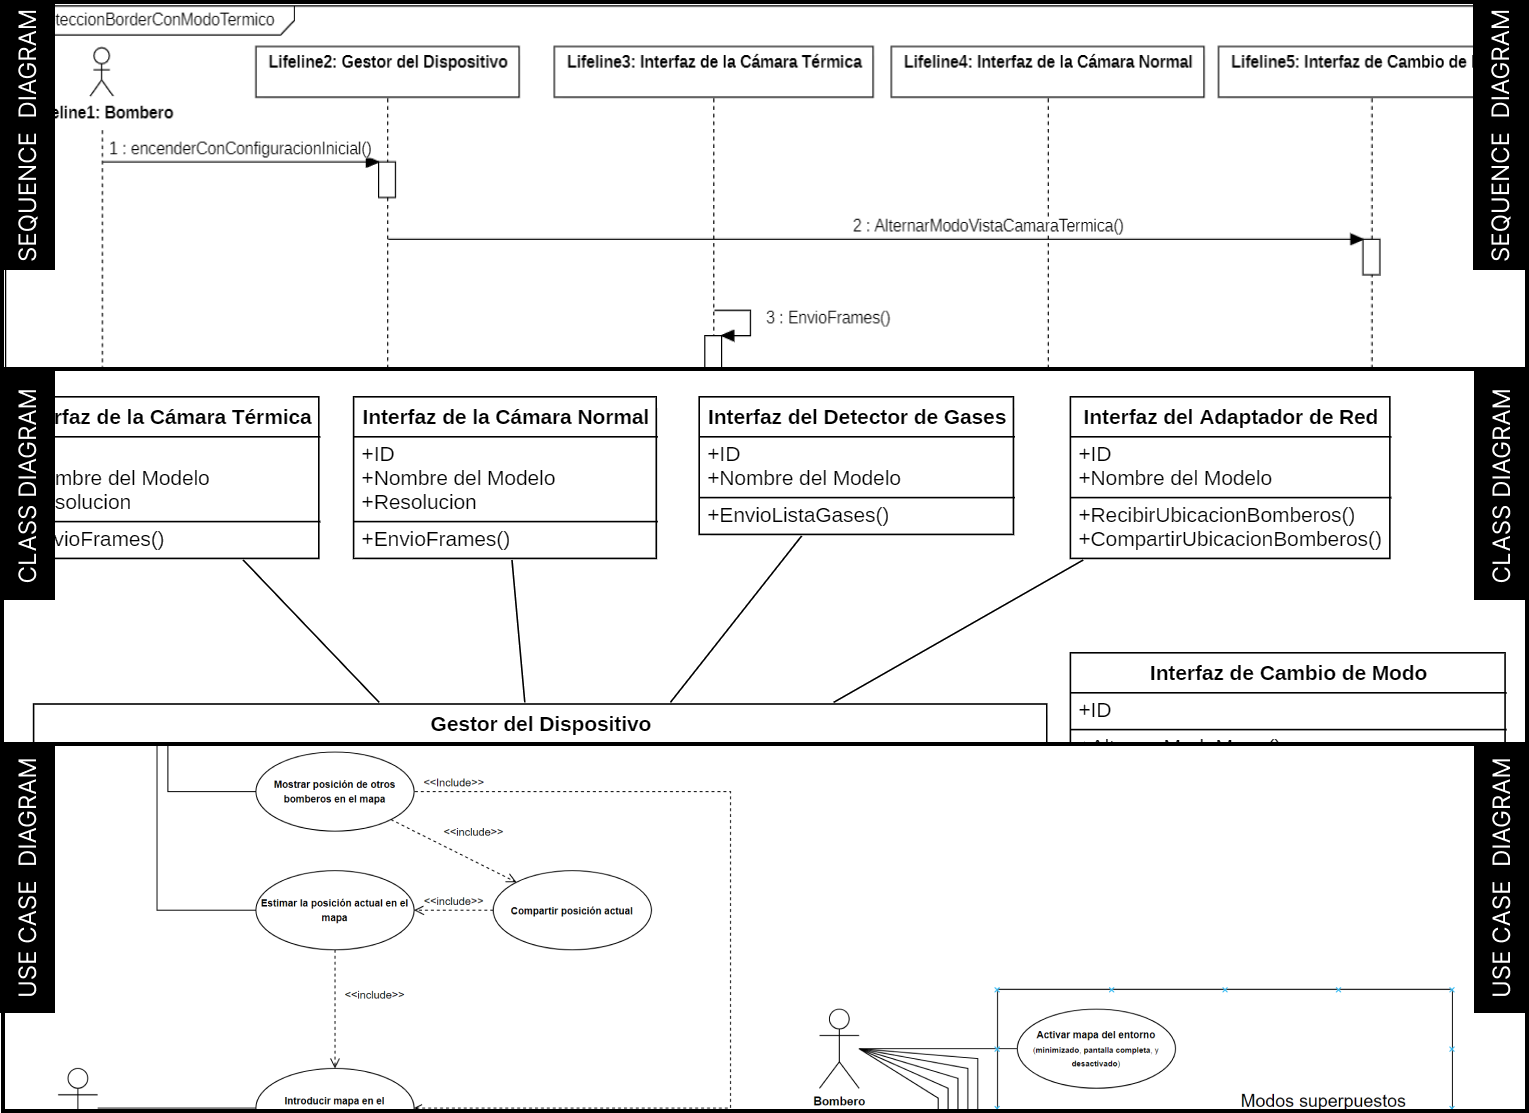 SEQUENCE DIAGRAM
teccionBorderConModoTermico
Lifeline2: Gestor del Dispositivo
Lifeline3: Interfaz de la Cámara Térmica
Lifeline4: Interfaz de la Cámara Normal
Lifeline5: Interfaz de Cambio de
SEQUENCE DIAGRAM
eline1: Bombero
1 : encenderConConfiguracionInicial()
2 : AlternarModoVistaCamaraTermica()
3 : EnvioFrames()
CLASS DIAGRAM
rfaz de la Cámara Térmica
mbre del Modelo
solucion
vioFrames()
Interfaz de la Cámara Normal
+ID
+Nombre del Modelo
+Resolucion
+EnvioFrames()
Interfaz del Detector de Gases
+ID
+Nombre del Modelo
+EnvioListaGases()
Interfaz del Adaptador de Red
+ID
+Nombre del Modelo
+RecibirUbicacionBomberos()
+CompartirUbicacionBomberos()
CLASS DIAGRAM
Gestor del Dispositivo
Interfaz de Cambio de Modo
+ID
USE CASE DIAGRAM
Mostrar posición de otros
bomberos en el mapa
<<Include>>
<<include>>
Estimar la posición actual en el
mapa
<<include>>
Compartir posición actual
<<include>>
Introducir mapa en el
Bombero
Activar mapa del entorno
(minimizado, pantalla completa, y
desactivado)
Modos superpuestos
USE CASE DIAGRAM